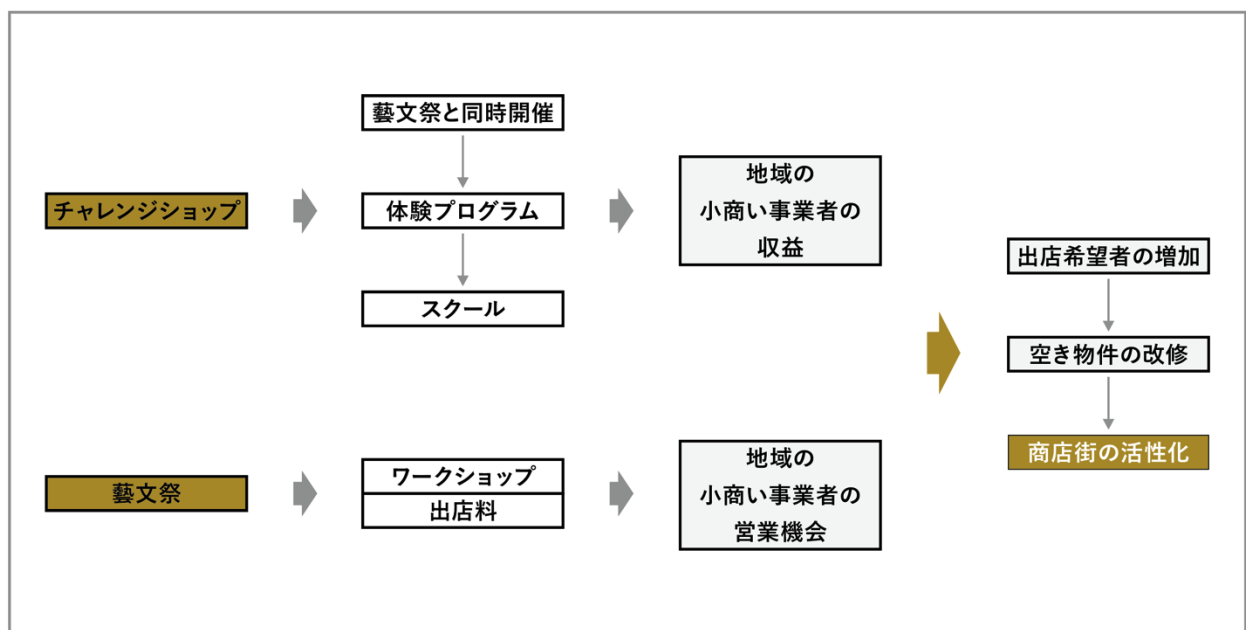 チャレンジショップ
藝文祭と同時開催
体験プログラム
スクール
地域の
小商い事業者の
収益
藝文祭
ワークショップ
出店料
地域の
小商い事業者の
営業機会
出店希望者の増加
空き物件の改修
商店街の活性化